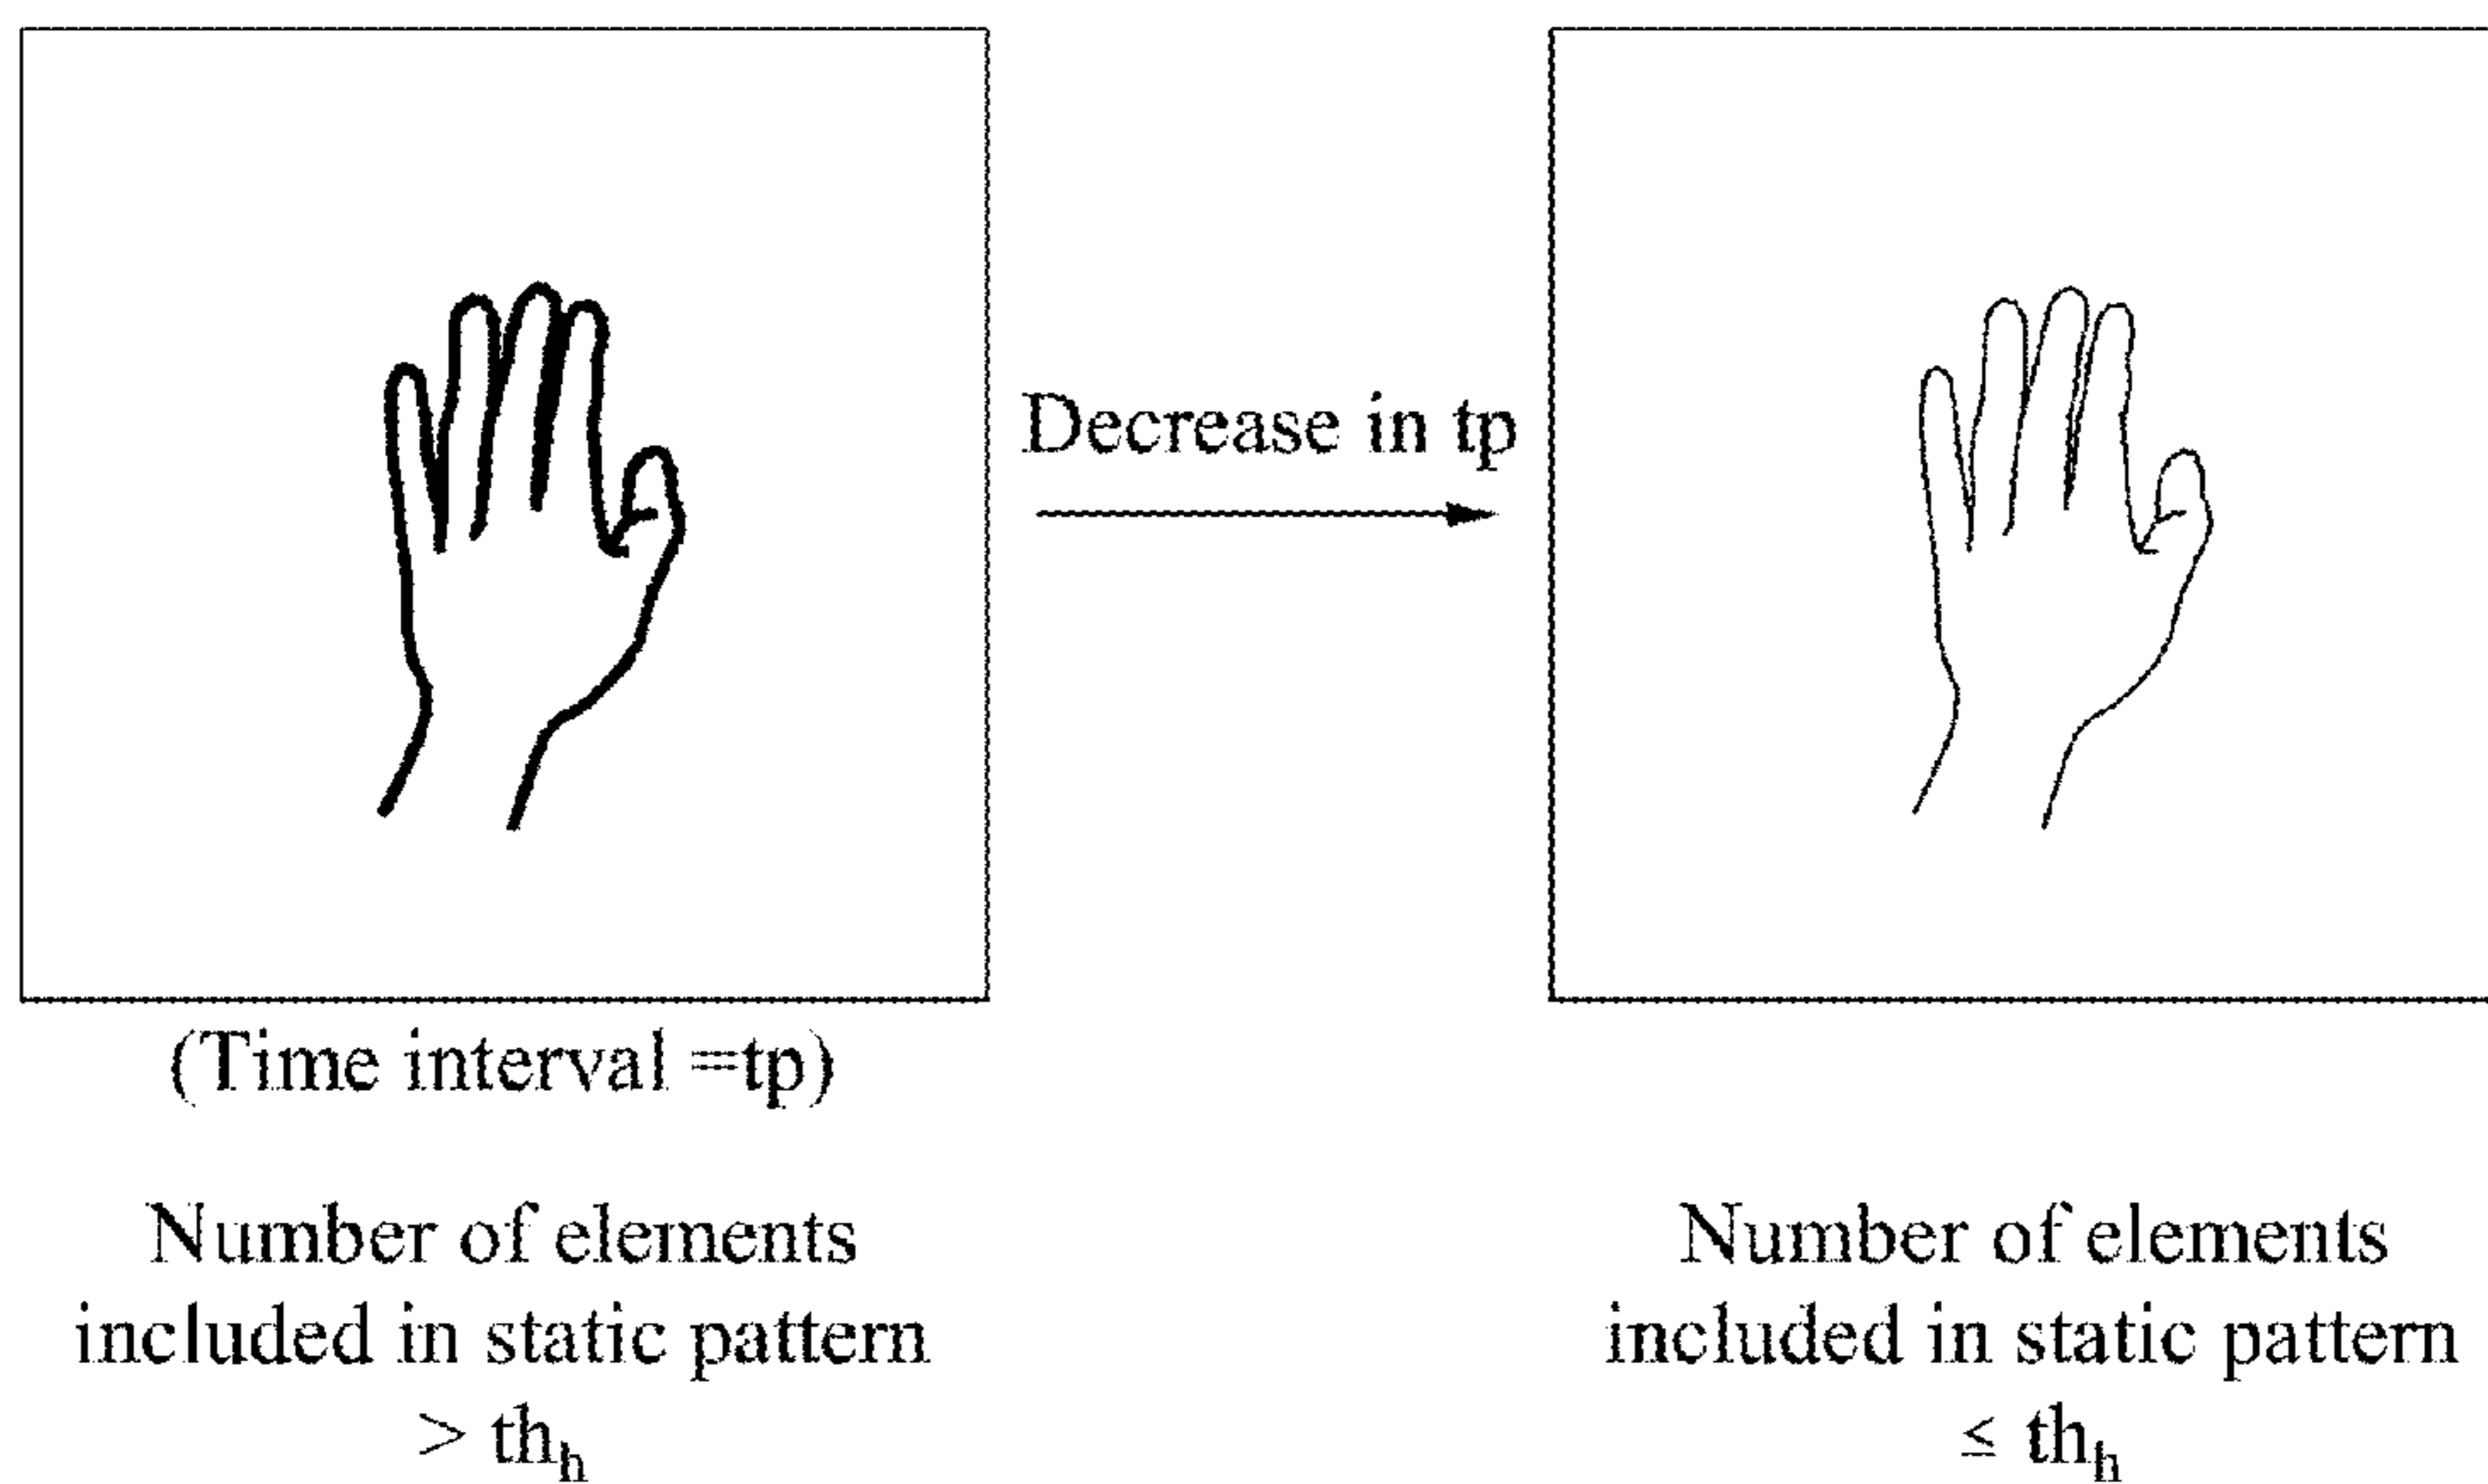 Decrease in tp
(Time interval =tp)
Number of elements
included in static pattern
> thₕ
Number of elements
included in static pattern
≤ thₕ